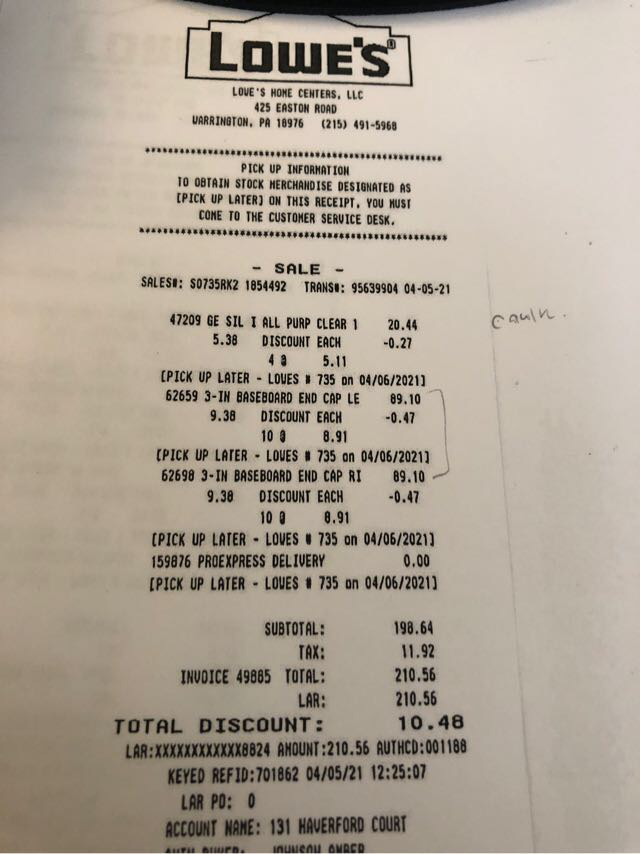 LOWE'S®
LOWE'S HOME CENTERS, LLC
425 EASTON ROAD
WARRINGTON, PA 18976 (215) 491-5968
******************************************
PICK UP INFORMATION
TO OBTAIN STOCK MERCHANDISE DESIGNATED AS
[PICK UP LATER] ON THIS RECEIPT, YOU MUST
COME TO THE CUSTOMER SERVICE DESK.
******************************************
- SALE -
SALES#: S0735RK2 1854492 TRANS#: 95639904 04-05-21
47209 GE SIL I ALL PURP CLEAR 1 20.44 Caulk.
5.38 DISCOUNT EACH -0.27
4 @ 5.11
[PICK UP LATER - LOWES # 735 on 04/06/2021]
62659 3-IN BASEBOARD END CAP LE 89.10
9.38 DISCOUNT EACH -0.47
10 @ 8.91
[PICK UP LATER - LOWES # 735 on 04/06/2021]
62698 3-IN BASEBOARD END CAP RI 89.10
9.38 DISCOUNT EACH -0.47
10 @ 8.91
[PICK UP LATER - LOWES # 735 on 04/06/2021]
159876 PROEXPRESS DELIVERY 0.00
[PICK UP LATER - LOWES # 735 on 04/06/2021]
SUBTOTAL: 198.64
TAX: 11.92
INVOICE 49885 TOTAL: 210.56
LAR: 210.56
TOTAL DISCOUNT: 10.48
LAR:XXXXXXXXXXXX8824 AMOUNT:210.56 AUTHCD:001188
KEYED REFID:701862 04/05/21 12:25:07
LAR PO: 0
ACCOUNT NAME: 131 HAVERFORD COURT
AUTH BUYER: JOHNSON AMBER